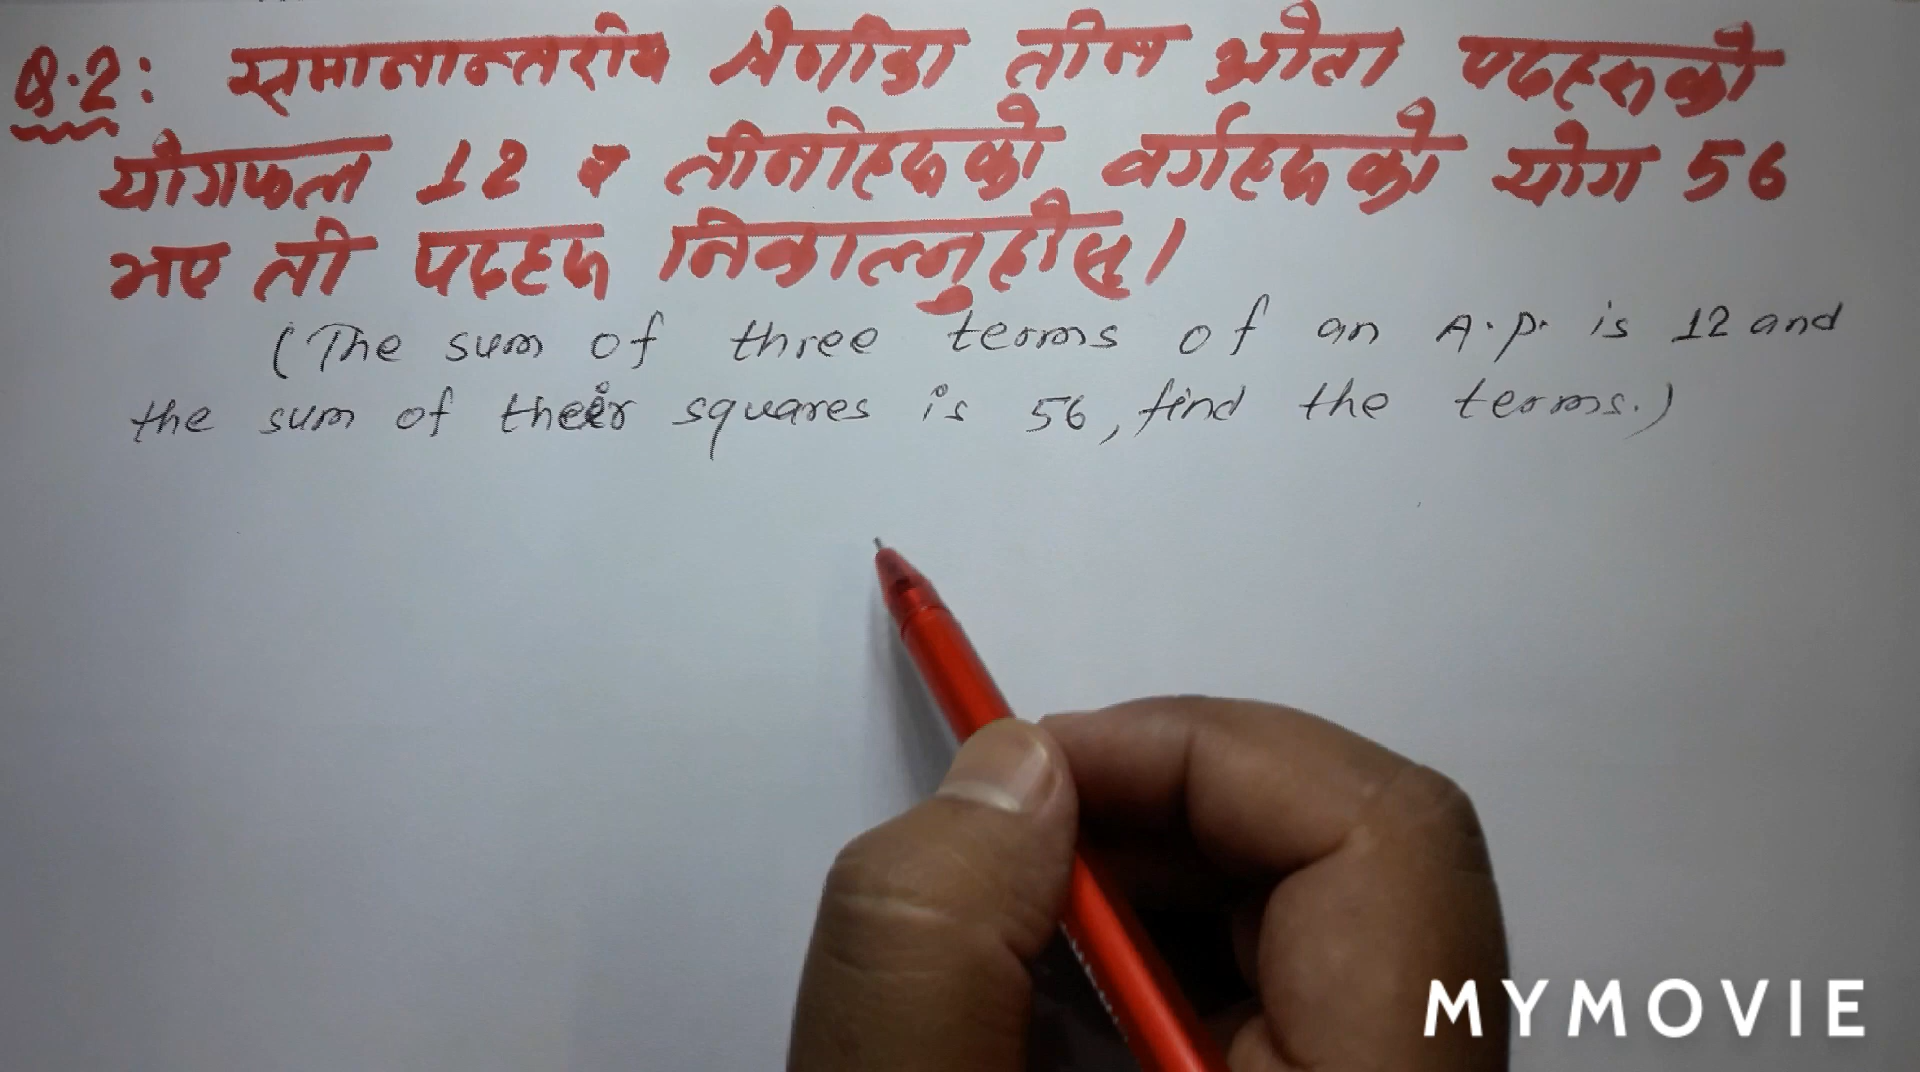 Q.2: समानान्तरीय श्रेणीका तीन ओटा पदहरूको
योगफल 12 र तीनीहरूको वर्गहरूको योग 56
भए ती पदहरू निकाल्नुहोस्।
(The sum of three terms of an A.P. is 12 and
the sum of their squares is 56, find the terms.)
MYMOVIE